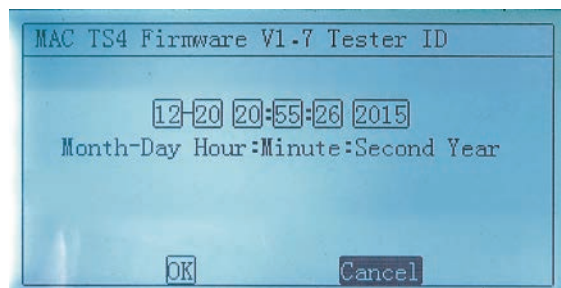 MAC TS4 Firmware V1.7 Tester ID
12-20 20:55:26 2015
Month-Day Hour:Minute:Second Year
OK Cancel